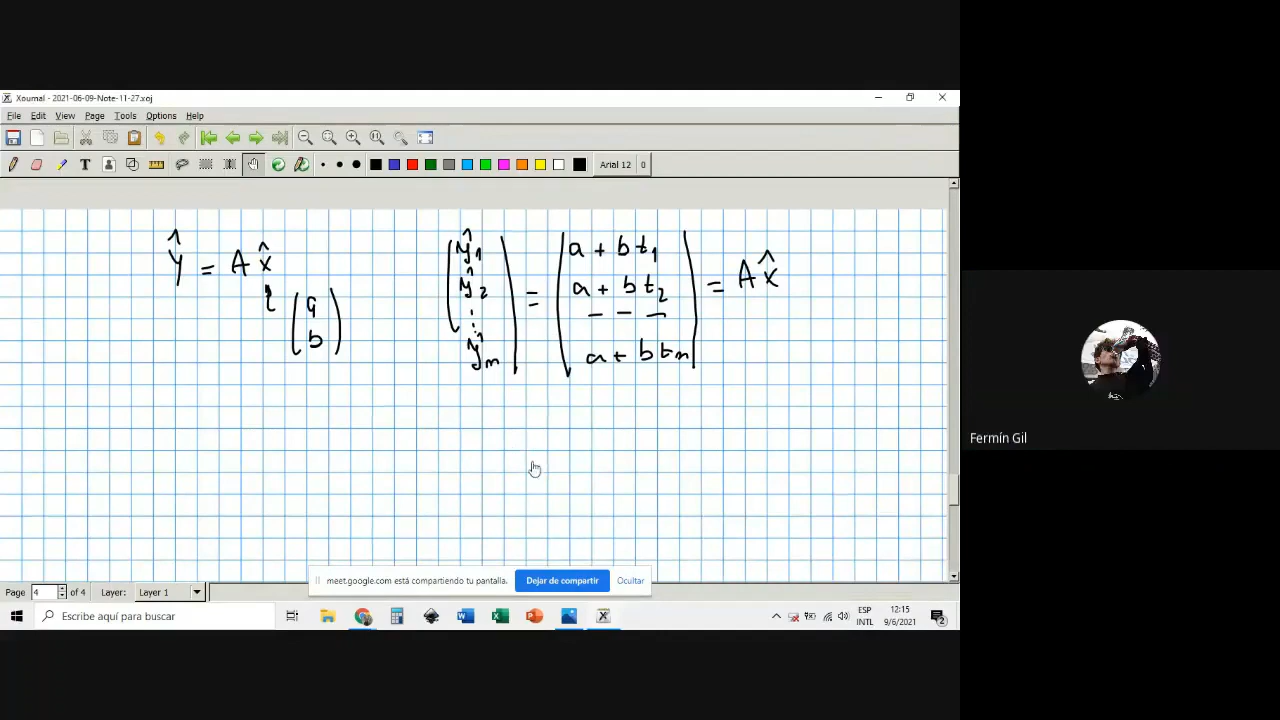 Xournal - 2021-06-09-Note-11-27.xoj
File Edit View Page Tools Options Help
T Arial 12 0
Ŷ = A x̂
(a
b)
(ŷ1
ŷ2
⋮
ŷm)
=
(a + b t1
a + b t2
— — —
a + b tm)
= A x̂
Fermín Gil
meet.google.com está compartiendo tu pantalla. Dejar de compartir Ocultar
Page 4 of 4 Layer: Layer 1
Escribe aquí para buscar
ESP 12:15
INTL 9/6/2021 2